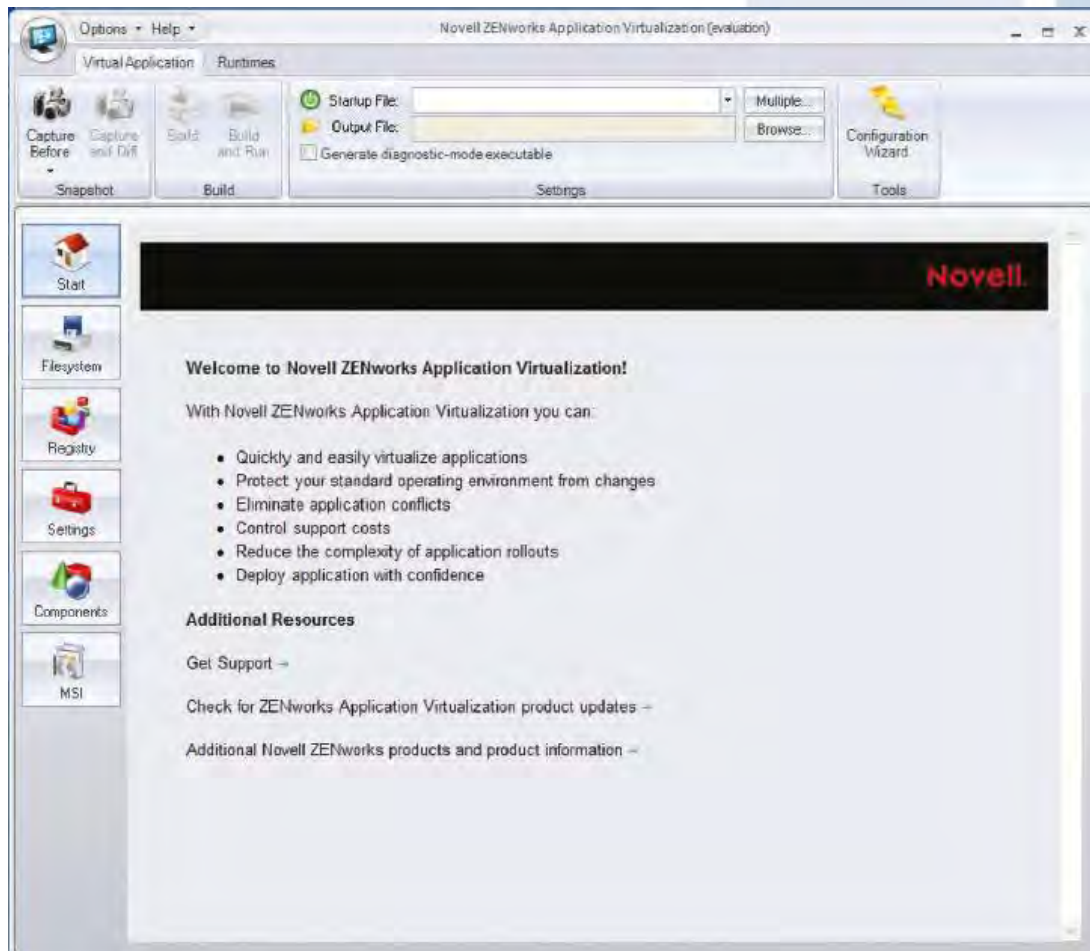 Options Help Novell ZENworks Application Virtualization (evaluation)
Virtual Application Runtimes
Startup File: Multiple...
Output File: Browse...
Capture Before Capture and Diff Build Build and Run Generate diagnostic-mode executable Configuration Wizard
Snapshot Build Settings Tools
Start
Filesystem
Registry
Settings
Components
MSI
Novell.
Welcome to Novell ZENworks Application Virtualization!
With Novell ZENworks Application Virtualization you can:
• Quickly and easily virtualize applications
• Protect your standard operating environment from changes
• Eliminate application conflicts
• Control support costs
• Reduce the complexity of application rollouts
• Deploy application with confidence
Additional Resources
Get Support →
Check for ZENworks Application Virtualization product updates →
Additional Novell ZENworks products and product information →